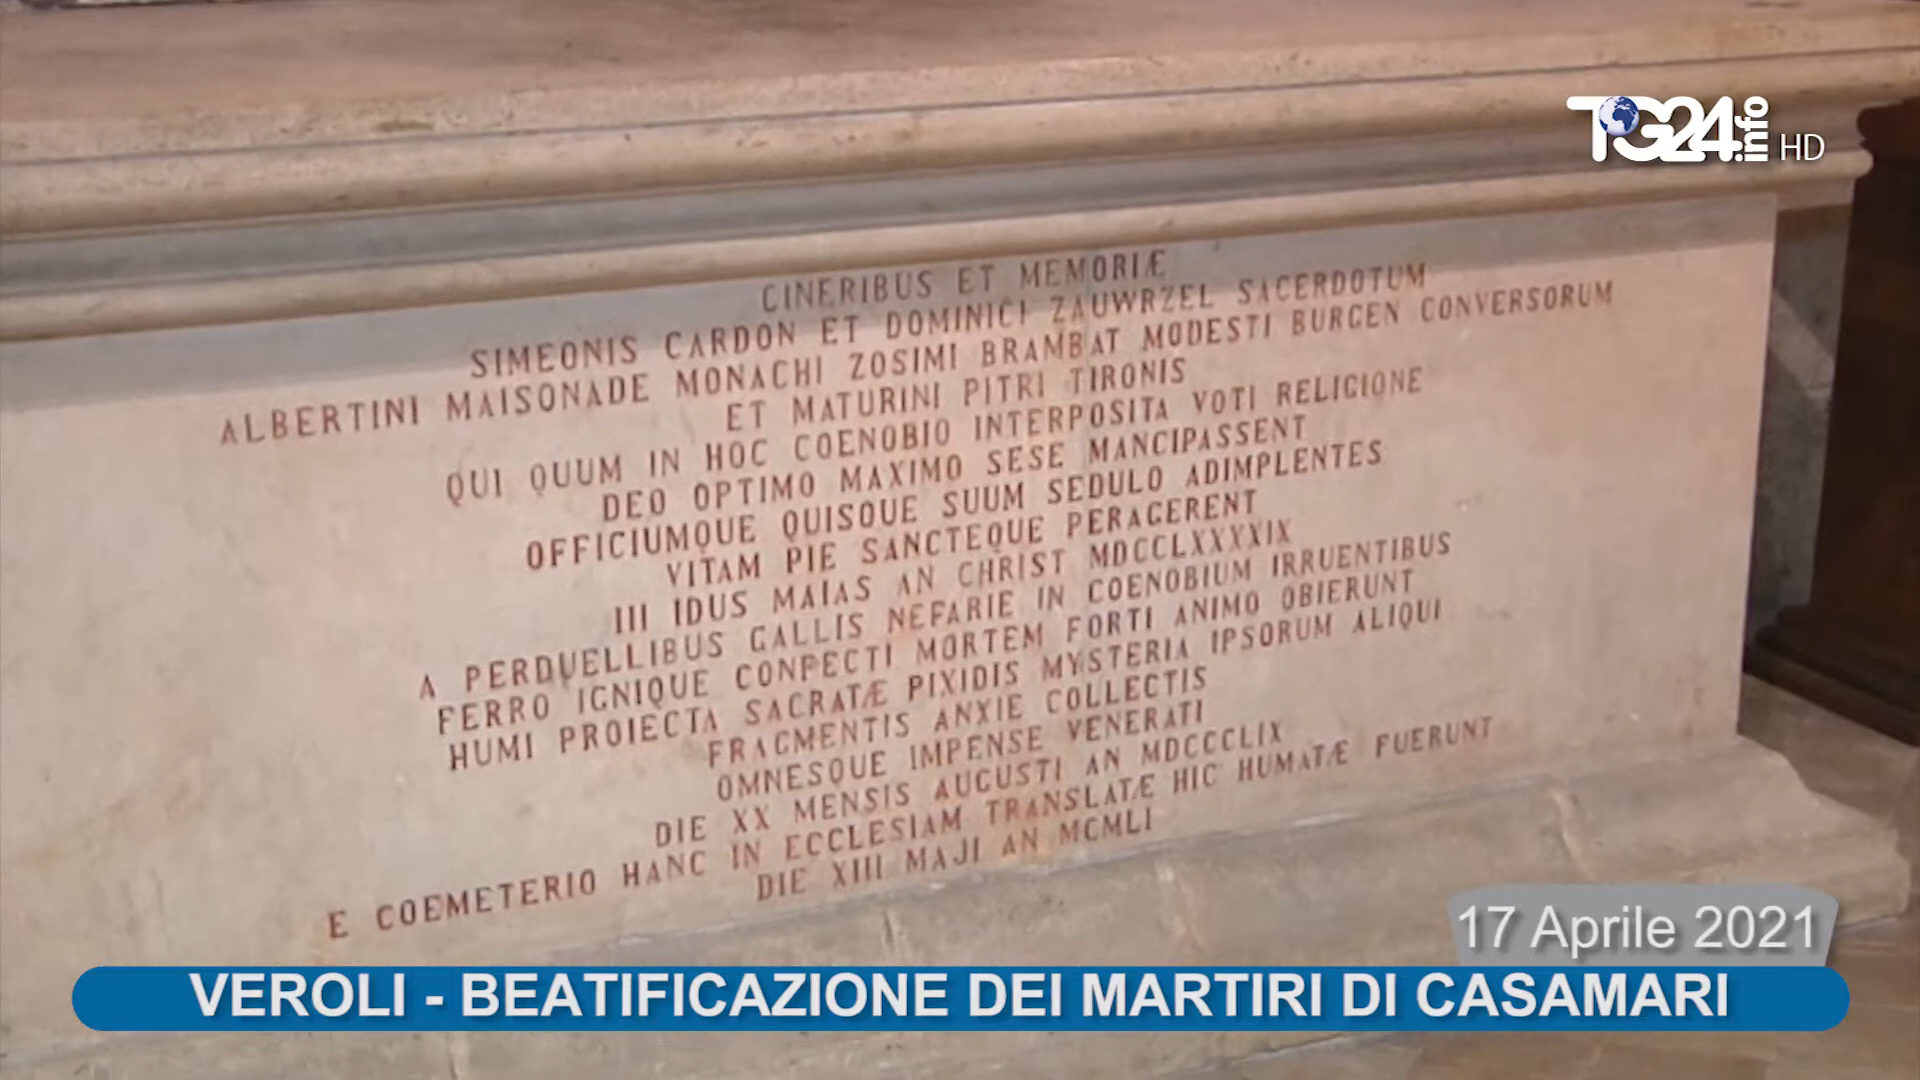 TG24.info HD
CINERIBUS ET MEMORIÆ
SIMEONIS CARDON ET DOMINICI ZAUWRZEL SACERDOTUM
ALBERTINI MAISONADE MONACHI ZOSIMI BRAMBAT MODESTI BURGEN CONVERSORUM
ET MATURINI PITRI TIRONIS
QUI QUUM IN HOC COENOBIO INTERPOSITA VOTI RELIGIONE
DEO OPTIMO MAXIMO SESE MANCIPASSENT
OFFICIUMQUE QUISQUE SUUM SEDULO ADIMPLENTES
VITAM PIE SANCTEQUE PERAGERENT
III IDUS MAIAS AN CHRIST MDCCLXXXXIX
A PERDUELLIBUS GALLIS NEFARIE IN COENOBIUM IRRUENTIBUS
FERRO IGNIQUE CONPECTI MORTEM FORTI ANIMO OBIERUNT
HUMI PROIECTA SACRATÆ PIXIDIS MYSTERIA IPSORUM ALIQUI
FRAGMENTIS ANXIE COLLECTIS
OMNESQUE IMPENSE VENERATI
DIE XX MENSIS AUGUSTI AN MDCCCLIX
E COEMETERIO HANC IN ECCLESIAM TRANSLATÆ HIC HUMATÆ FUERUNT
DIE XIII MAJI AN MCMLI
17 Aprile 2021
VEROLI - BEATIFICAZIONE DEI MARTIRI DI CASAMARI